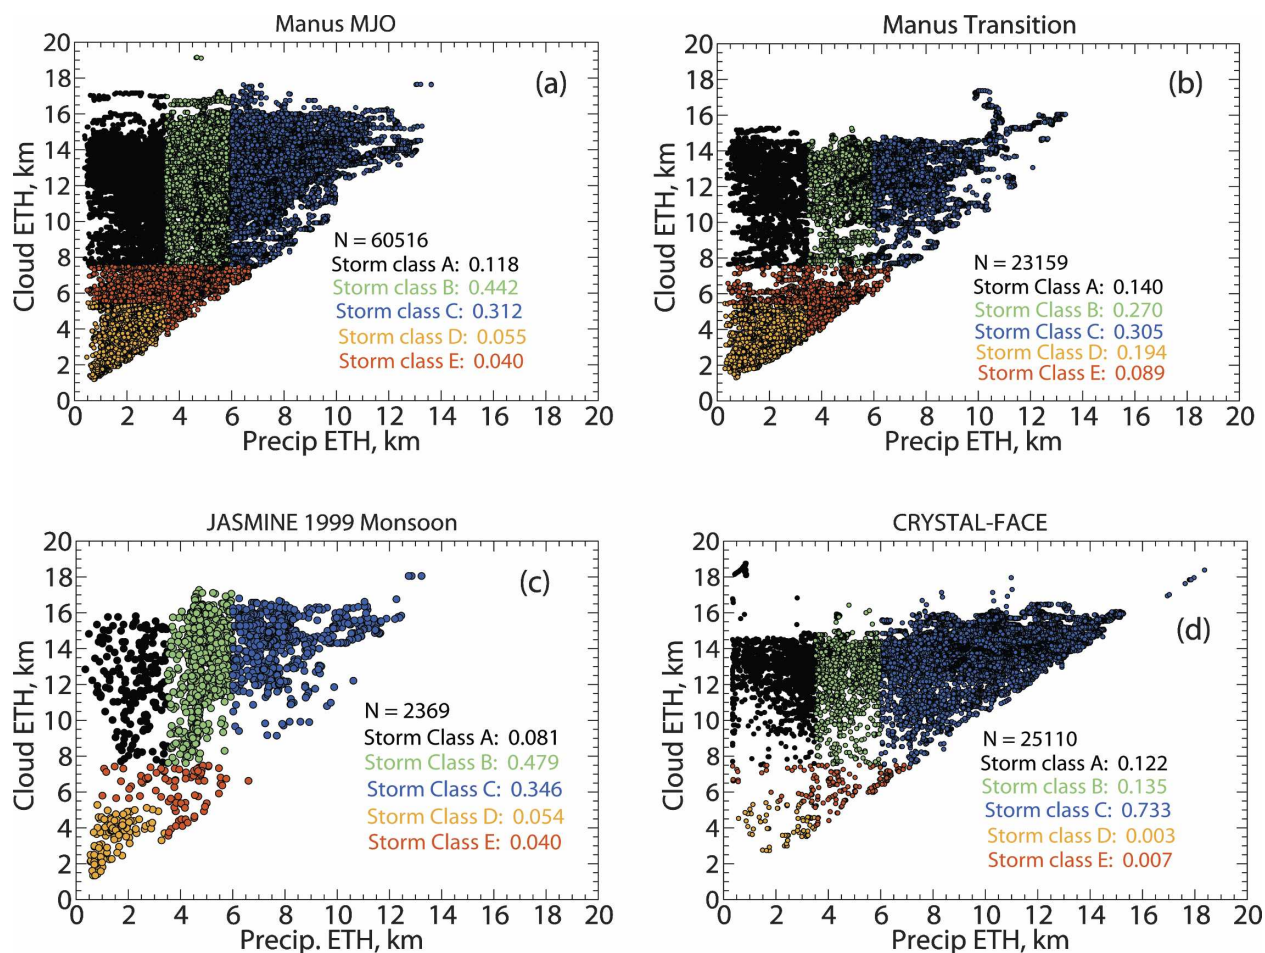 Manus MJO
(a)
20
18
16
14
12
10
8
6
4
2
0
Cloud ETH, km
N = 60516
Storm class A: 0.118
Storm class B: 0.442
Storm class C: 0.312
Storm class D: 0.055
Storm class E: 0.040
0 2 4 6 8 10 12 14 16 18 20
Precip ETH, km
Manus Transition
(b)
20
18
16
14
12
10
8
6
4
2
0
Cloud ETH, km
N = 23159
Storm Class A: 0.140
Storm Class B: 0.270
Storm Class C: 0.305
Storm Class D: 0.194
Storm Class E: 0.089
0 2 4 6 8 10 12 14 16 18 20
Precip ETH, km
JASMINE 1999 Monsoon
(c)
20
18
16
14
12
10
8
6
4
2
0
Cloud ETH, km
N = 2369
Storm Class A: 0.081
Storm Class B: 0.479
Storm Class C: 0.346
Storm Class D: 0.054
Storm Class E: 0.040
0 2 4 6 8 10 12 14 16 18 20
Precip. ETH, km
CRYSTAL-FACE
(d)
20
18
16
14
12
10
8
6
4
2
0
Cloud ETH, km
N = 25110
Storm Class A: 0.122
Storm Class B: 0.135
Storm Class C: 0.733
Storm Class D: 0.003
Storm Class E: 0.007
0 2 4 6 8 10 12 14 16 18 20
Precip ETH, km